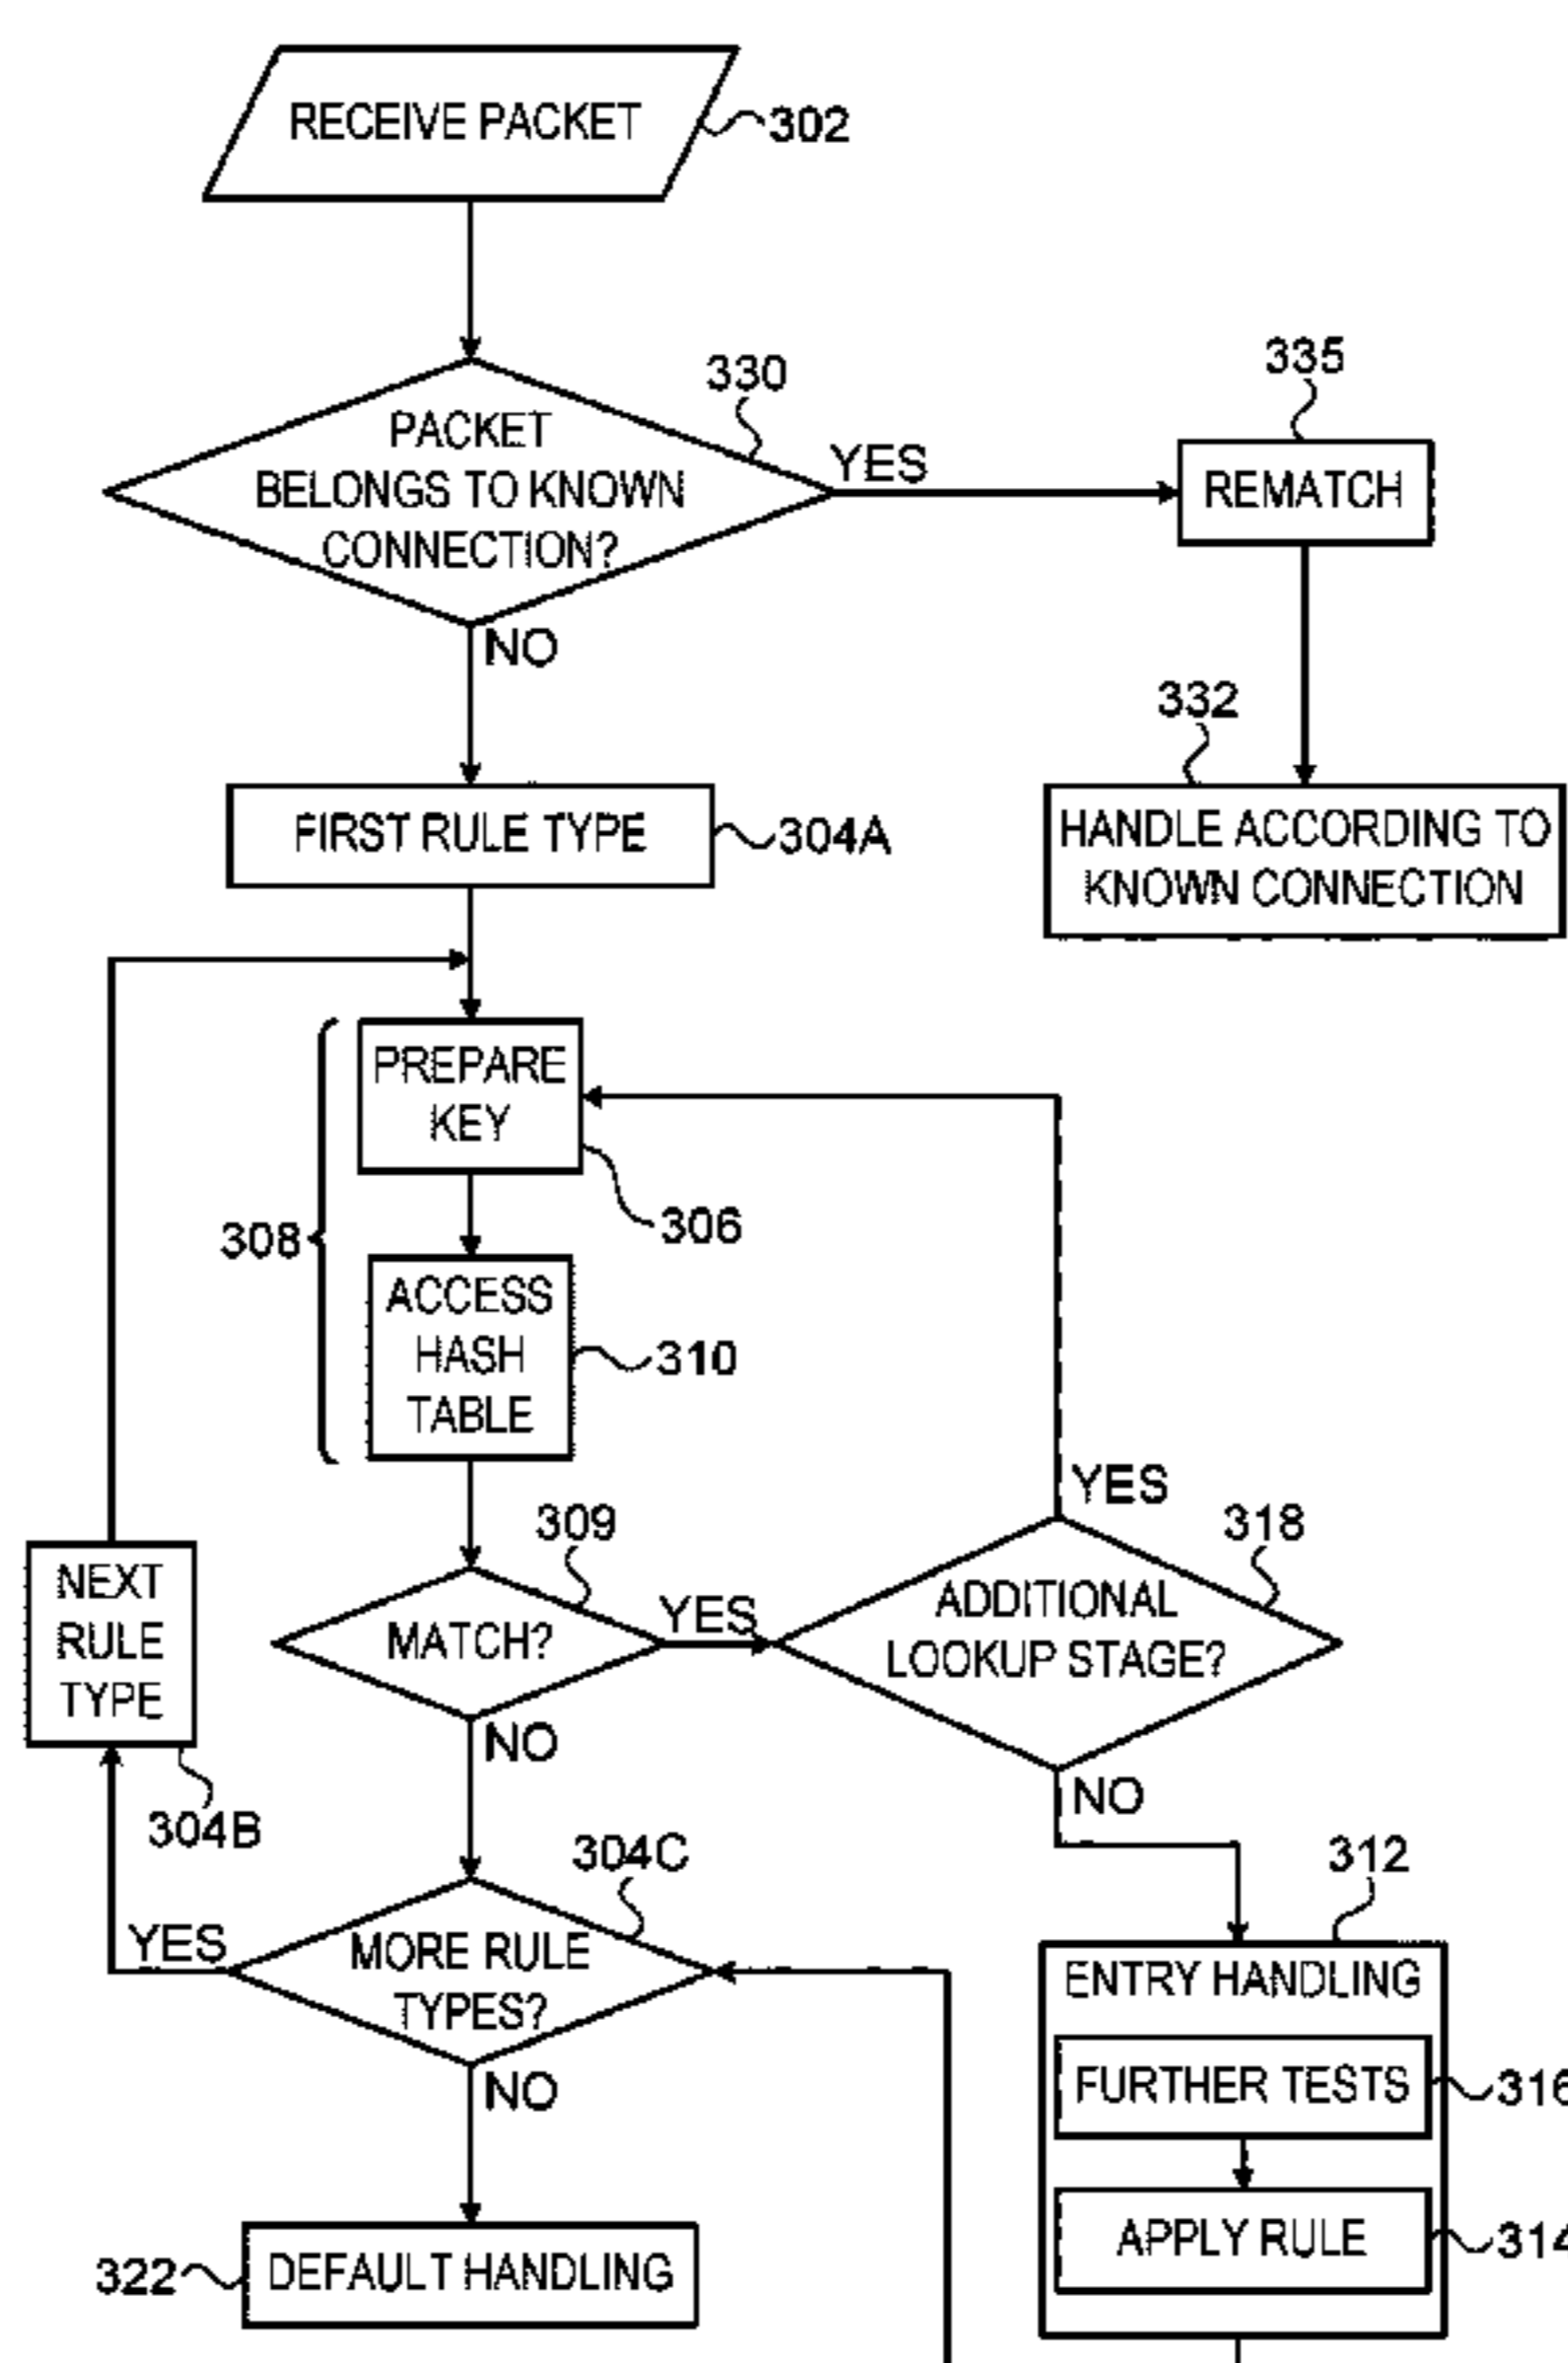 RECEIVE PACKET
302
PACKET
BELONGS TO KNOWN
CONNECTION?
330
YES
335
REMATCH
NO
332
HANDLE ACCORDING TO
KNOWN CONNECTION
FIRST RULE TYPE
304A
PREPARE
KEY
306
308
ACCESS
HASH
TABLE
310
309
MATCH?
YES
YES
318
ADDITIONAL
LOOKUP STAGE?
NEXT
RULE
TYPE
304B
NO
NO
304C
MORE RULE
TYPES?
YES
312
ENTRY HANDLING
FURTHER TESTS
316
APPLY RULE
314
NO
322
DEFAULT HANDLING